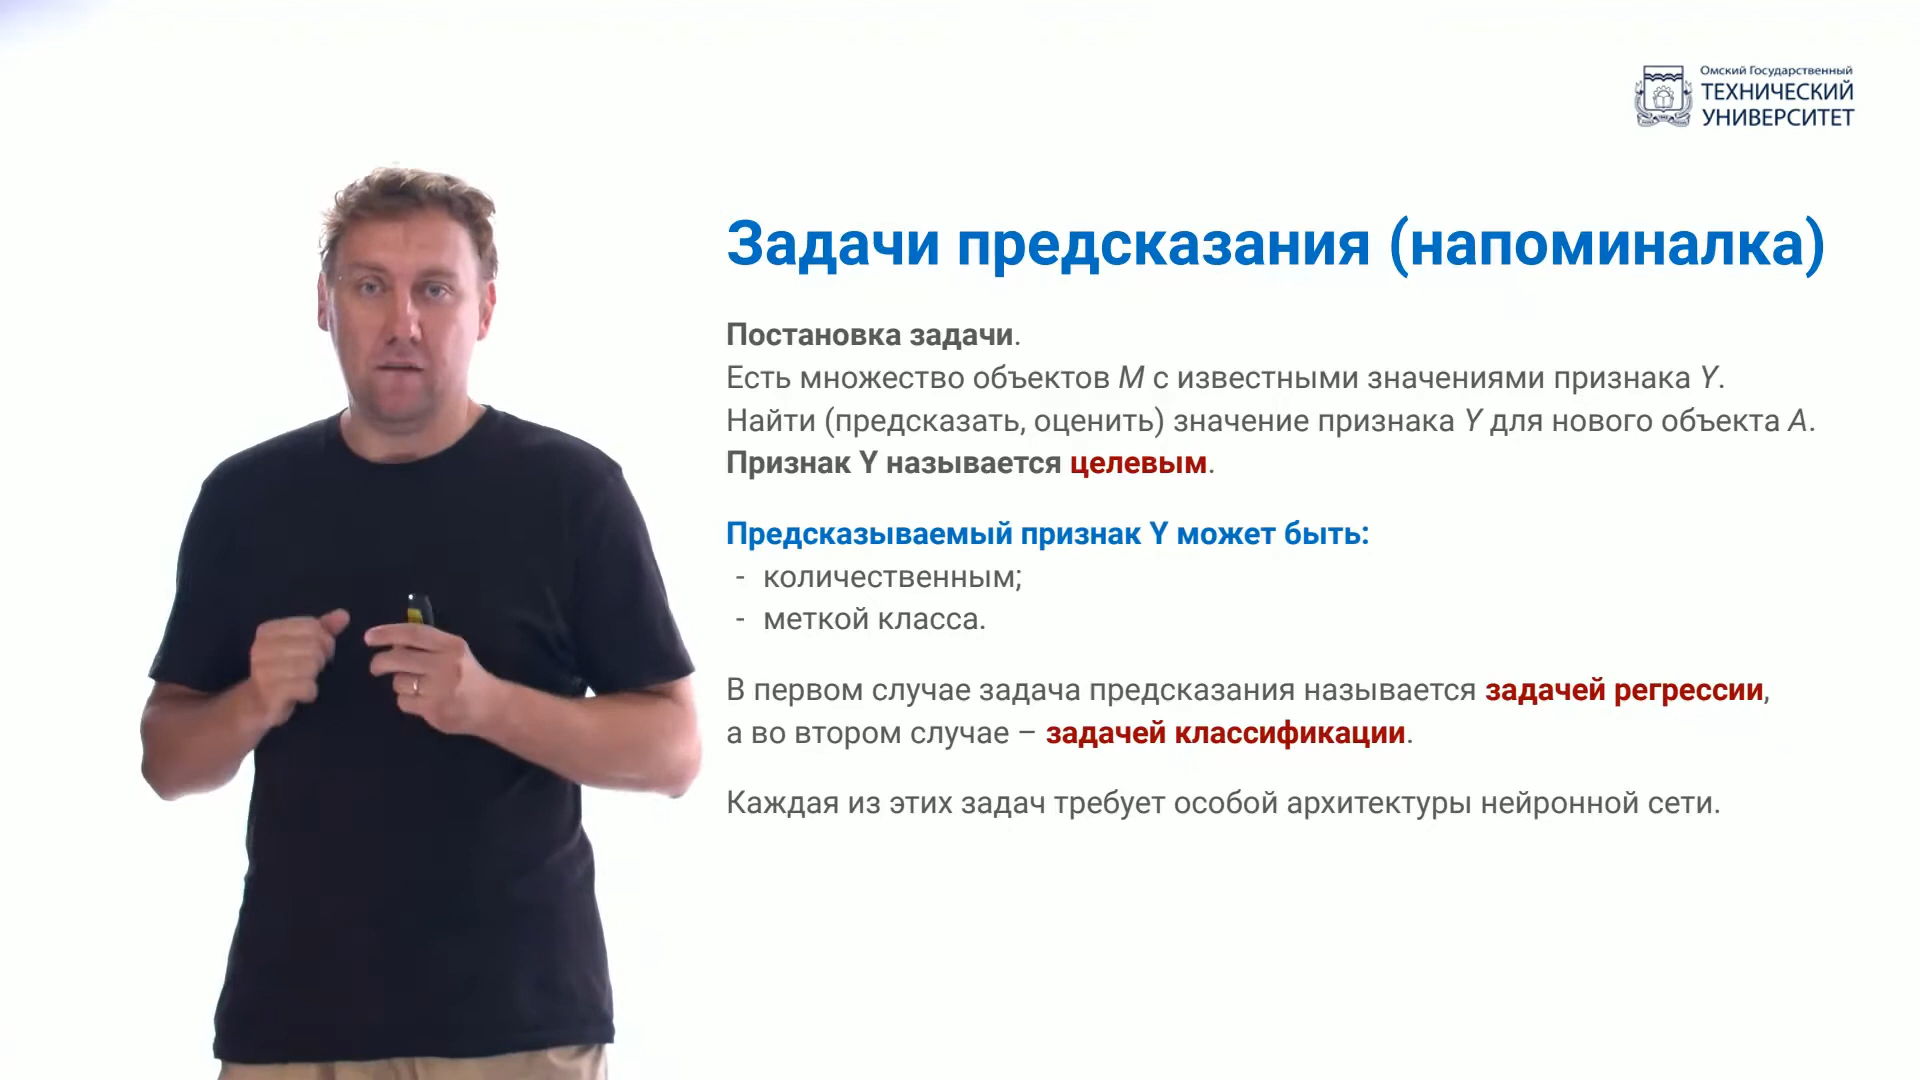 Омский Государственный
ТЕХНИЧЕСКИЙ
УНИВЕРСИТЕТ
Задачи предсказания (напоминалка)
Постановка задачи.
Есть множество объектов M с известными значениями признака Y.
Найти (предсказать, оценить) значение признака Y для нового объекта A.
Признак Y называется целевым.
Предсказываемый признак Y может быть:
- количественным;
- меткой класса.
В первом случае задача предсказания называется задачей регрессии,
а во втором случае – задачей классификации.
Каждая из этих задач требует особой архитектуры нейронной сети.